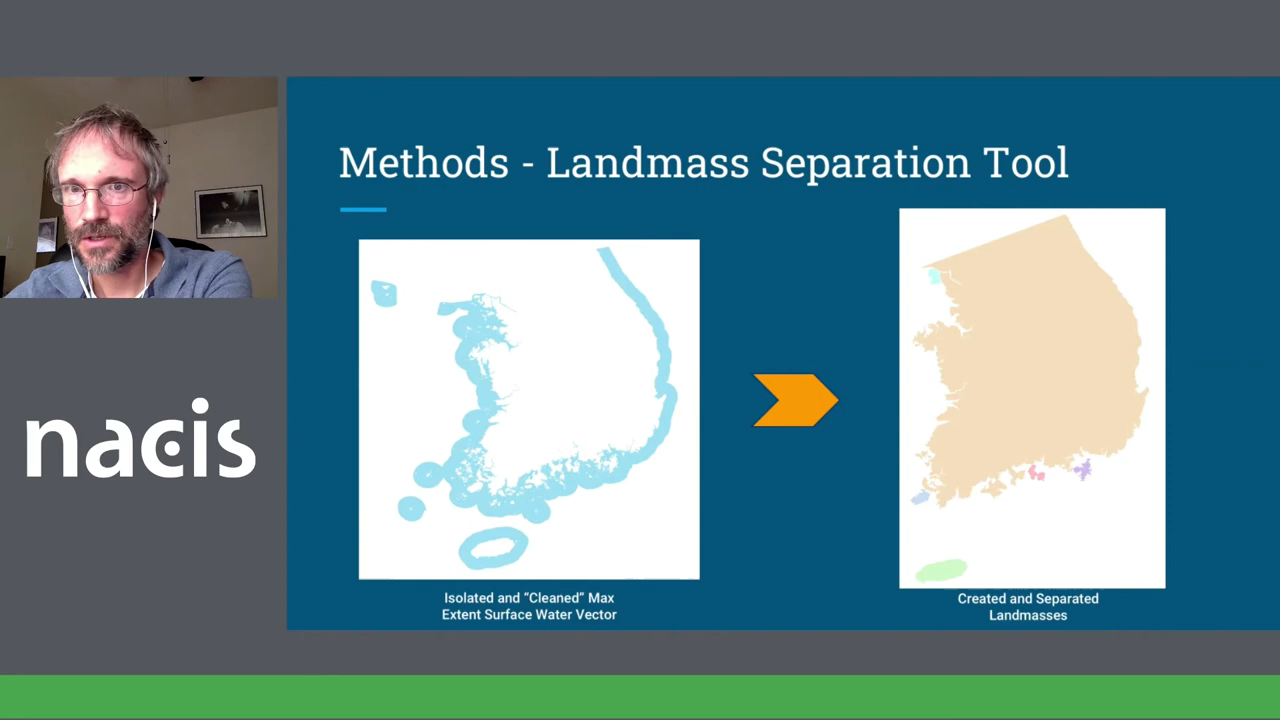 Methods - Landmass Separation Tool
Isolated and “Cleaned” Max
Extent Surface Water Vector
Created and Separated
Landmasses
nacis